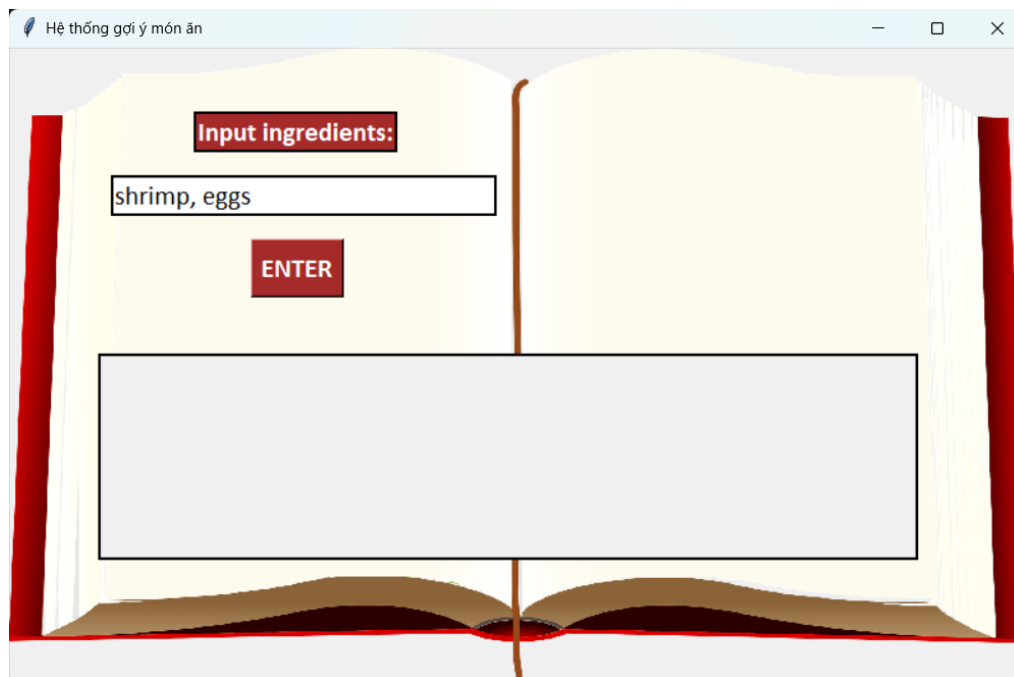 Hệ thống gợi ý món ăn
Input ingredients:
shrimp, eggs
ENTER